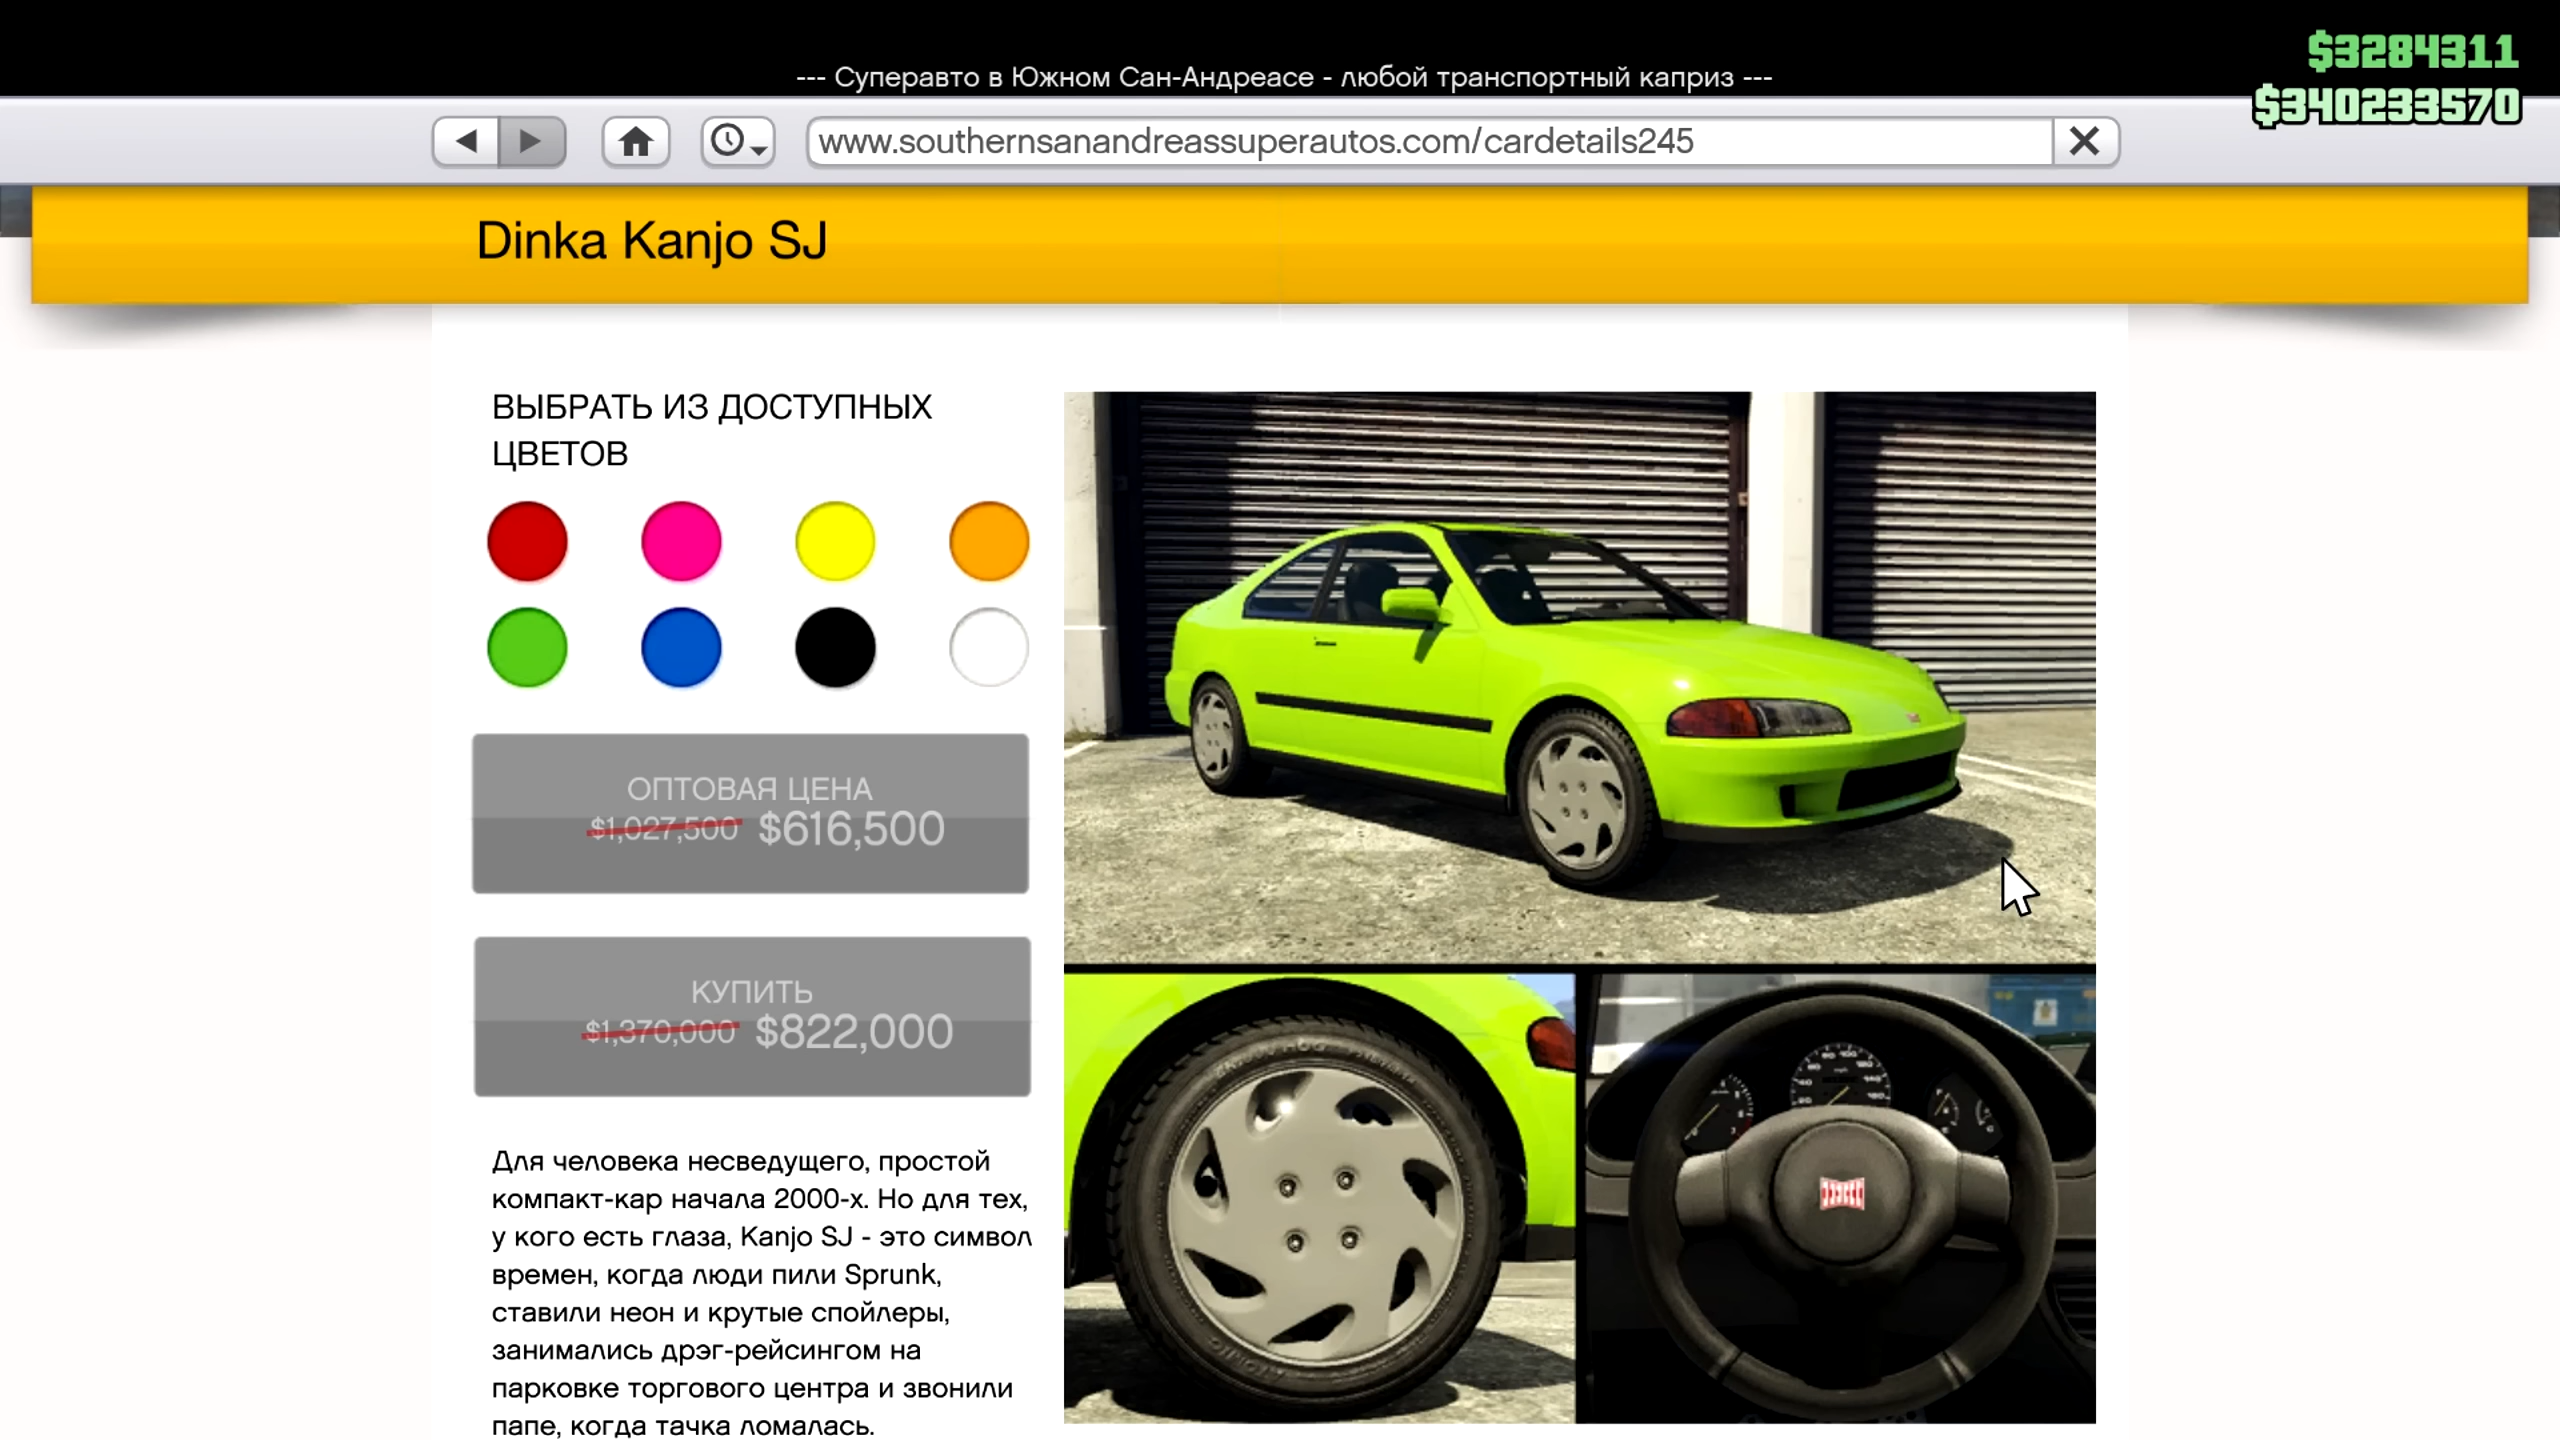 $3284311
--- Суперавто в Южном Сан-Андреасе - любой транспортный каприз ---
$340233570
www.southernsanandreassuperautos.com/cardetails245
Dinka Kanjo SJ
ВЫБРАТЬ ИЗ ДОСТУПНЫХ
ЦВЕТОВ
ОПТОВАЯ ЦЕНА
$1,027,500 $616,500
КУПИТЬ
$1,370,000 $822,000
Для человека несведущего, простой
компакт-кар начала 2000-х. Но для тех,
у кого есть глаза, Kanjo SJ - это символ
времен, когда люди пили Sprunk,
ставили неон и крутые спойлеры,
занимались дрэг-рейсингом на
парковке торгового центра и звонили
папе, когда тачка ломалась.